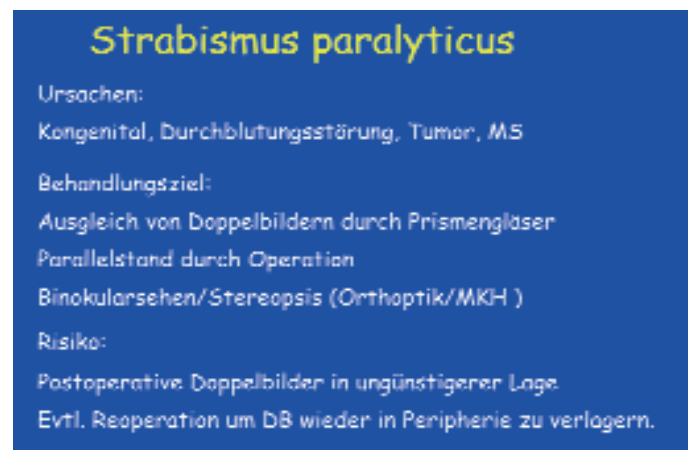 Strabismus paralyticus
Ursachen:
Kongenital, Durchblutungsstörung, Tumor, MS
Behandlungsziel:
Ausgleich von Doppelbildern durch Prismengläser
Parallelstand durch Operation
Binokularsehen/Stereopsis (Orthoptik/MKH )
Risiko:
Postoperative Doppelbilder in ungünstigerer Lage
Evtl. Reoperation um DB wieder in Peripherie zu verlagern.